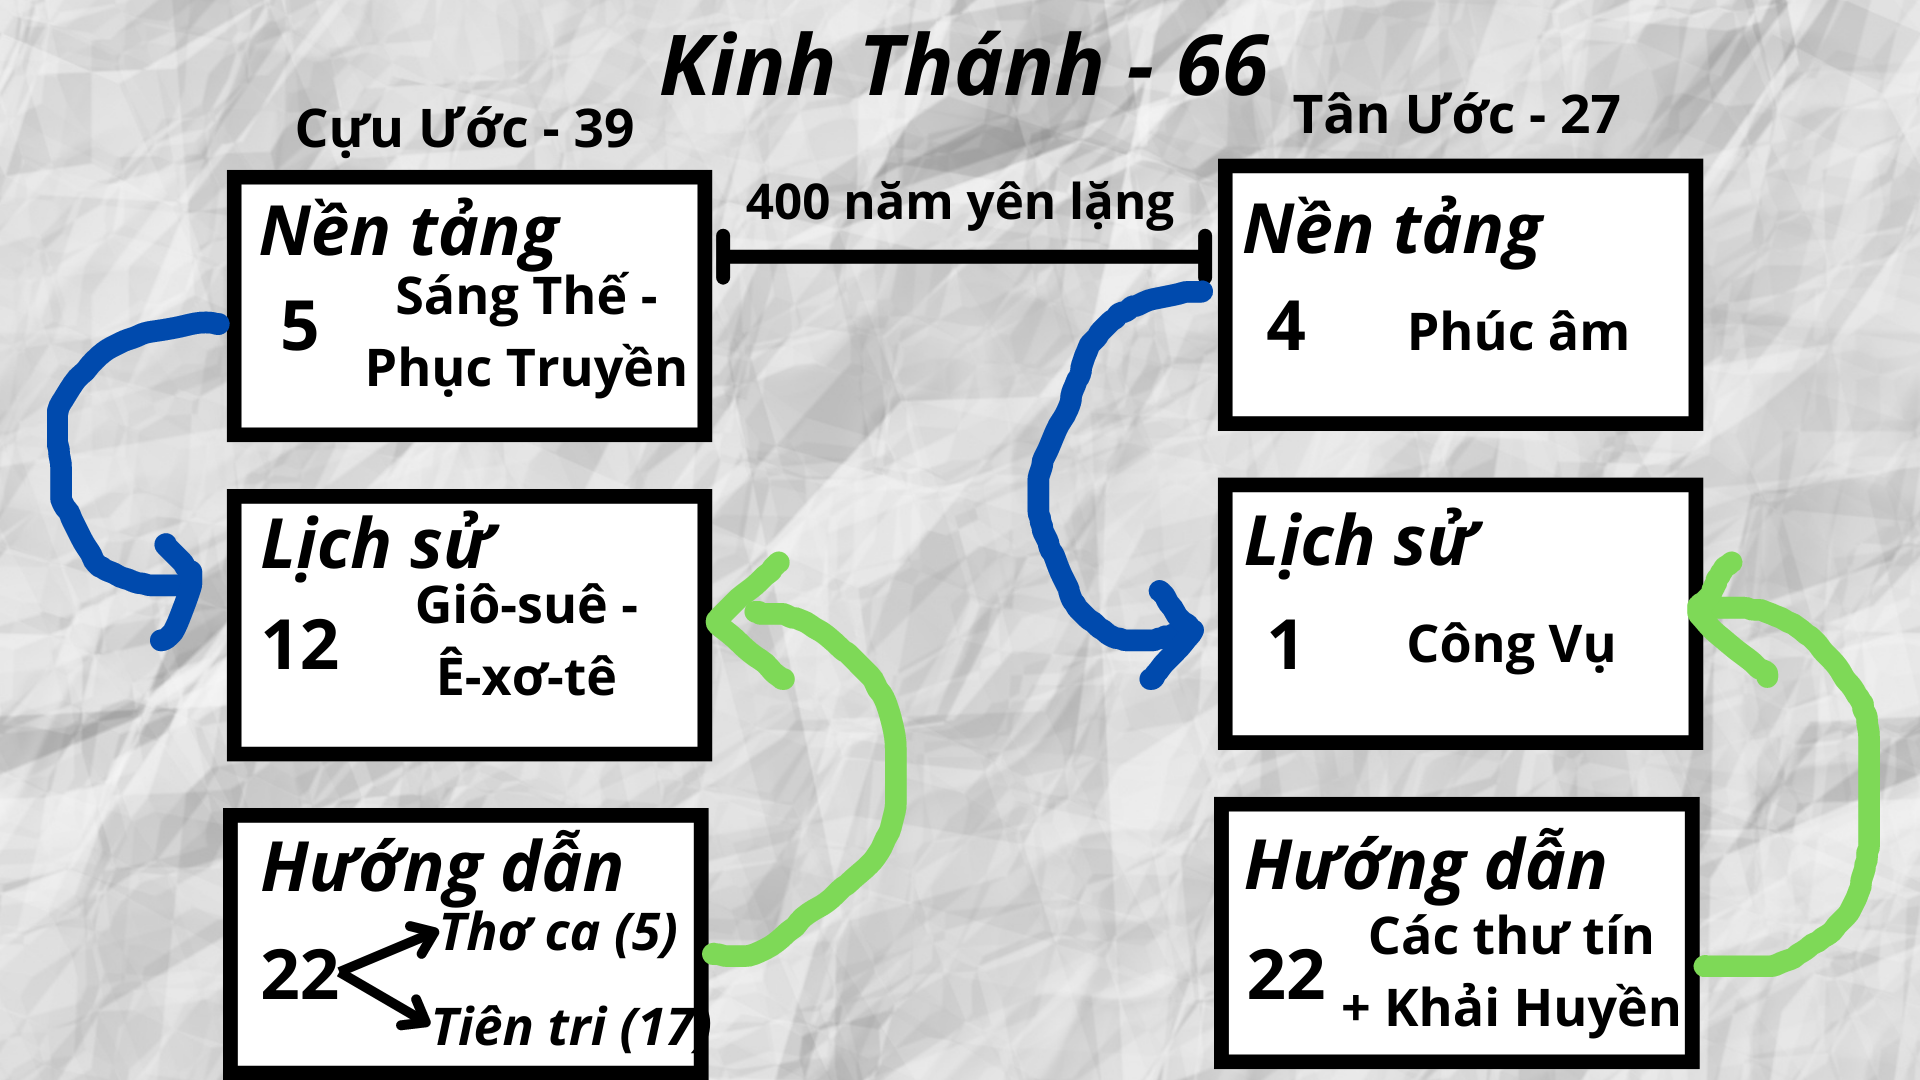 Kinh Thánh - 66
Cựu Ước - 39
Nền tảng
5
Sáng Thế -
Phục Truyền
Lịch sử
12
Giô-suê -
Ê-xơ-tê
Hướng dẫn
22
Thơ ca (5)
Tiên tri (17)
400 năm yên lặng
Tân Ước - 27
Nền tảng
4 Phúc âm
Lịch sử
1 Công Vụ
Hướng dẫn
22
Các thư tín
+ Khải Huyền